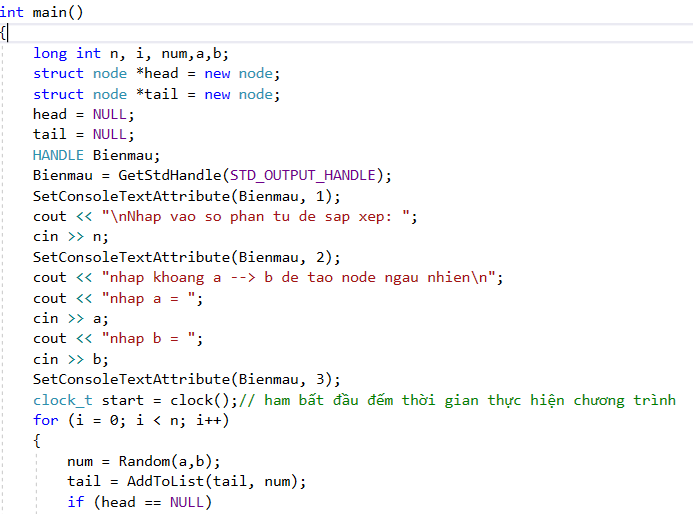 int main()
{
long int n, i, num,a,b;
struct node *head = new node;
struct node *tail = new node;
head = NULL;
tail = NULL;
HANDLE Bienmau;
Bienmau = GetStdHandle(STD_OUTPUT_HANDLE);
SetConsoleTextAttribute(Bienmau, 1);
cout << "\nNhap vao so phan tu de sap xep: ";
cin >> n;
SetConsoleTextAttribute(Bienmau, 2);
cout << "nhap khoang a --> b de tao node ngau nhien\n";
cout << "nhap a = ";
cin >> a;
cout << "nhap b = ";
cin >> b;
SetConsoleTextAttribute(Bienmau, 3);
clock_t start = clock();// ham bất đầu đếm thời gian thực hiện chương trình
for (i = 0; i < n; i++)
{
num = Random(a,b);
tail = AddToList(tail, num);
if (head == NULL)